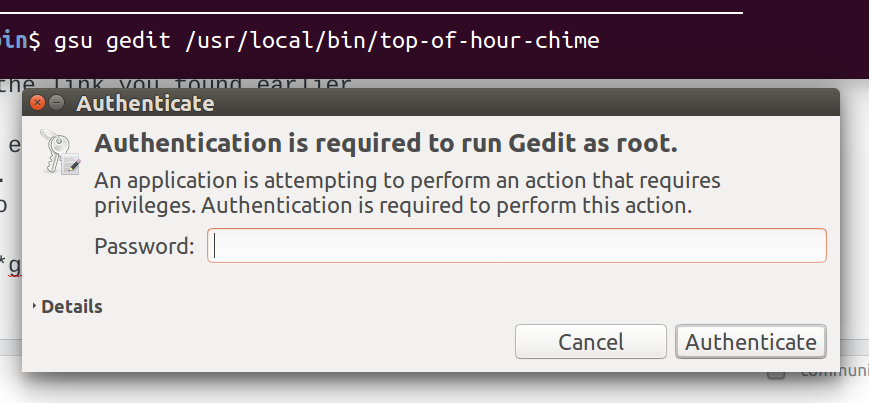 bin$ gsu gedit /usr/local/bin/top-of-hour-chime
the link you found earlier
Authenticate
Authentication is required to run Gedit as root.
An application is attempting to perform an action that requires
privileges. Authentication is required to perform this action.
Password:
Details
Cancel
Authenticate